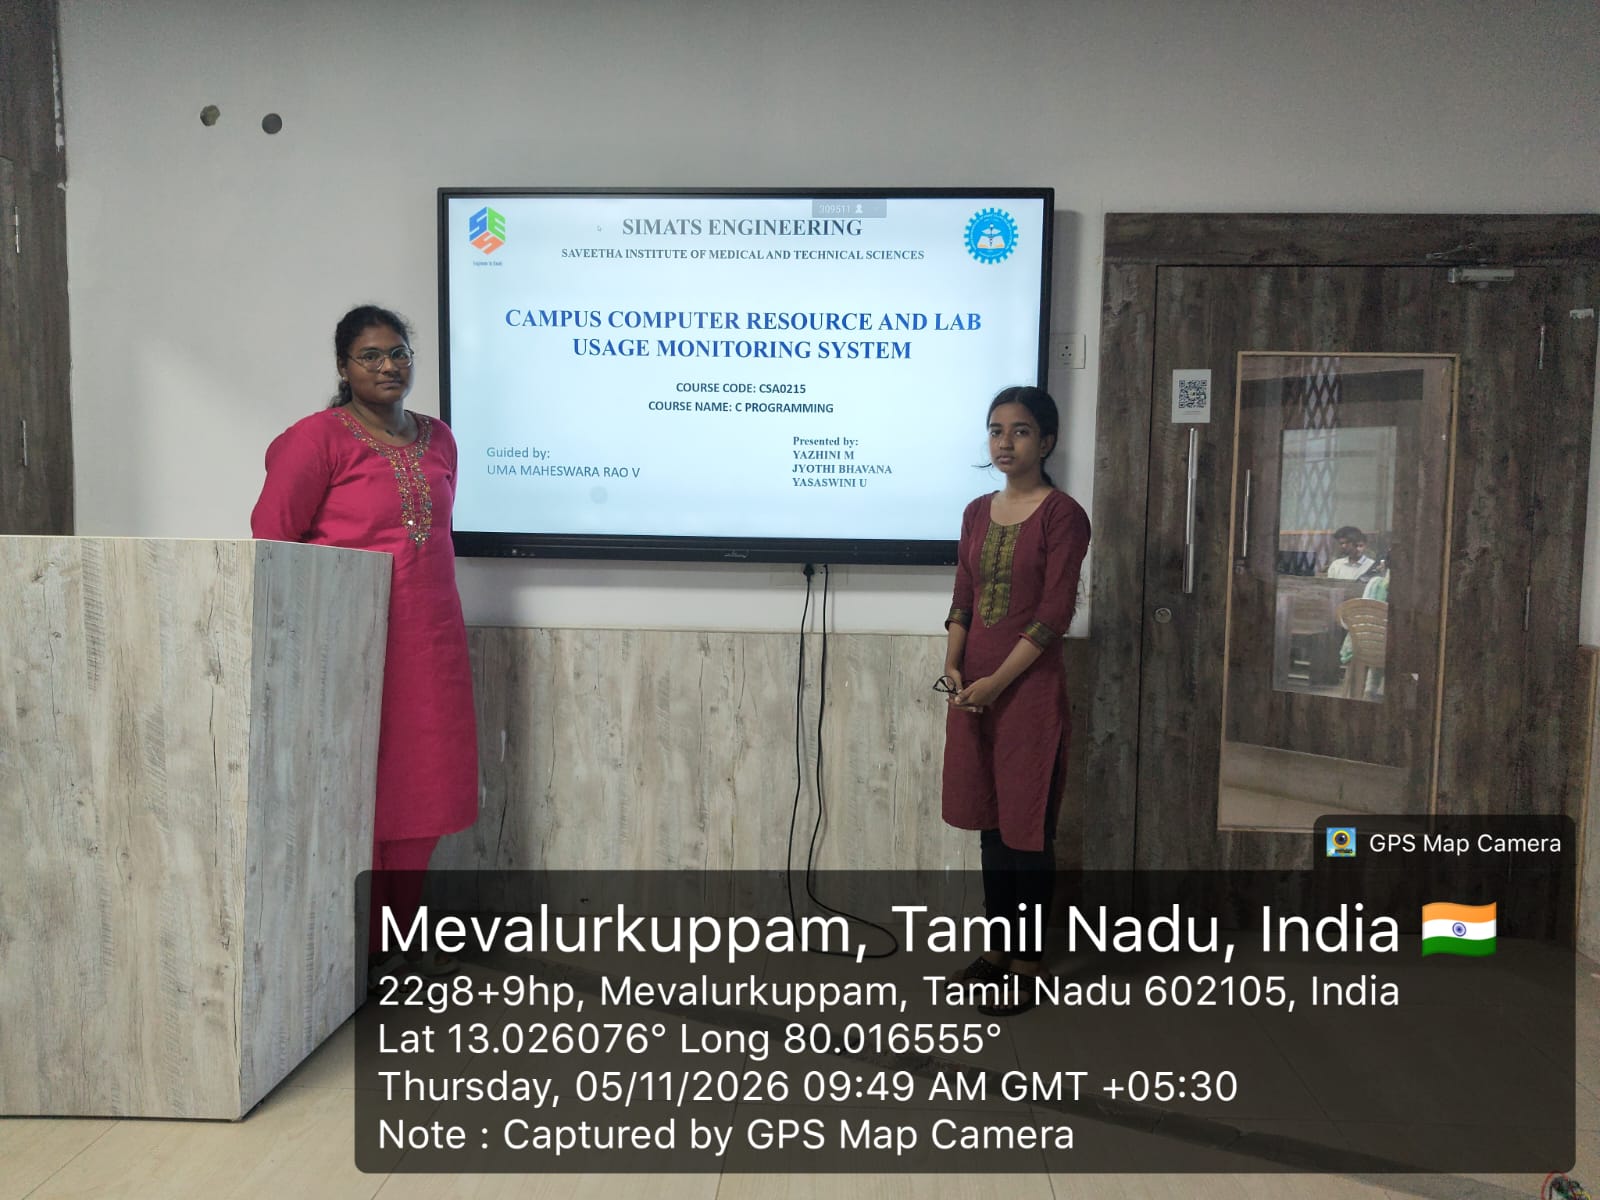 309511
SIMATS ENGINEERING
SAVEETHA INSTITUTE OF MEDICAL AND TECHNICAL SCIENCES
CAMPUS COMPUTER RESOURCE AND LAB
USAGE MONITORING SYSTEM
COURSE CODE: CSA0215
COURSE NAME: C PROGRAMMING
Guided by:
UMA MAHESWARA RAO V
Presented by:
YAZHINI M
JYOTHI BHAVANA
YASASWINI U
GPS Map Camera
Mevalurkuppam, Tamil Nadu, India
22g8+9hp, Mevalurkuppam, Tamil Nadu 602105, India
Lat 13.026076° Long 80.016555°
Thursday, 05/11/2026 09:49 AM GMT +05:30
Note : Captured by GPS Map Camera